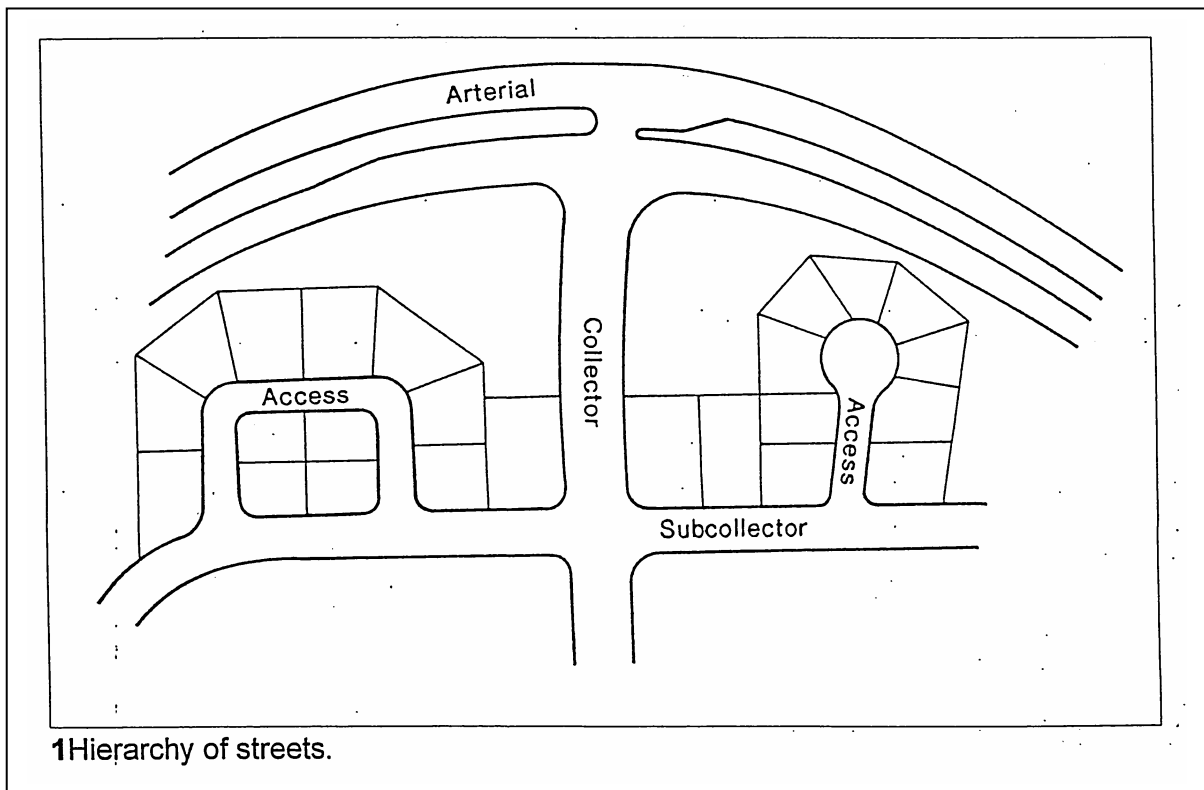 Arterial
Collector
Access
Access
Subcollector
1Hierarchy of streets.